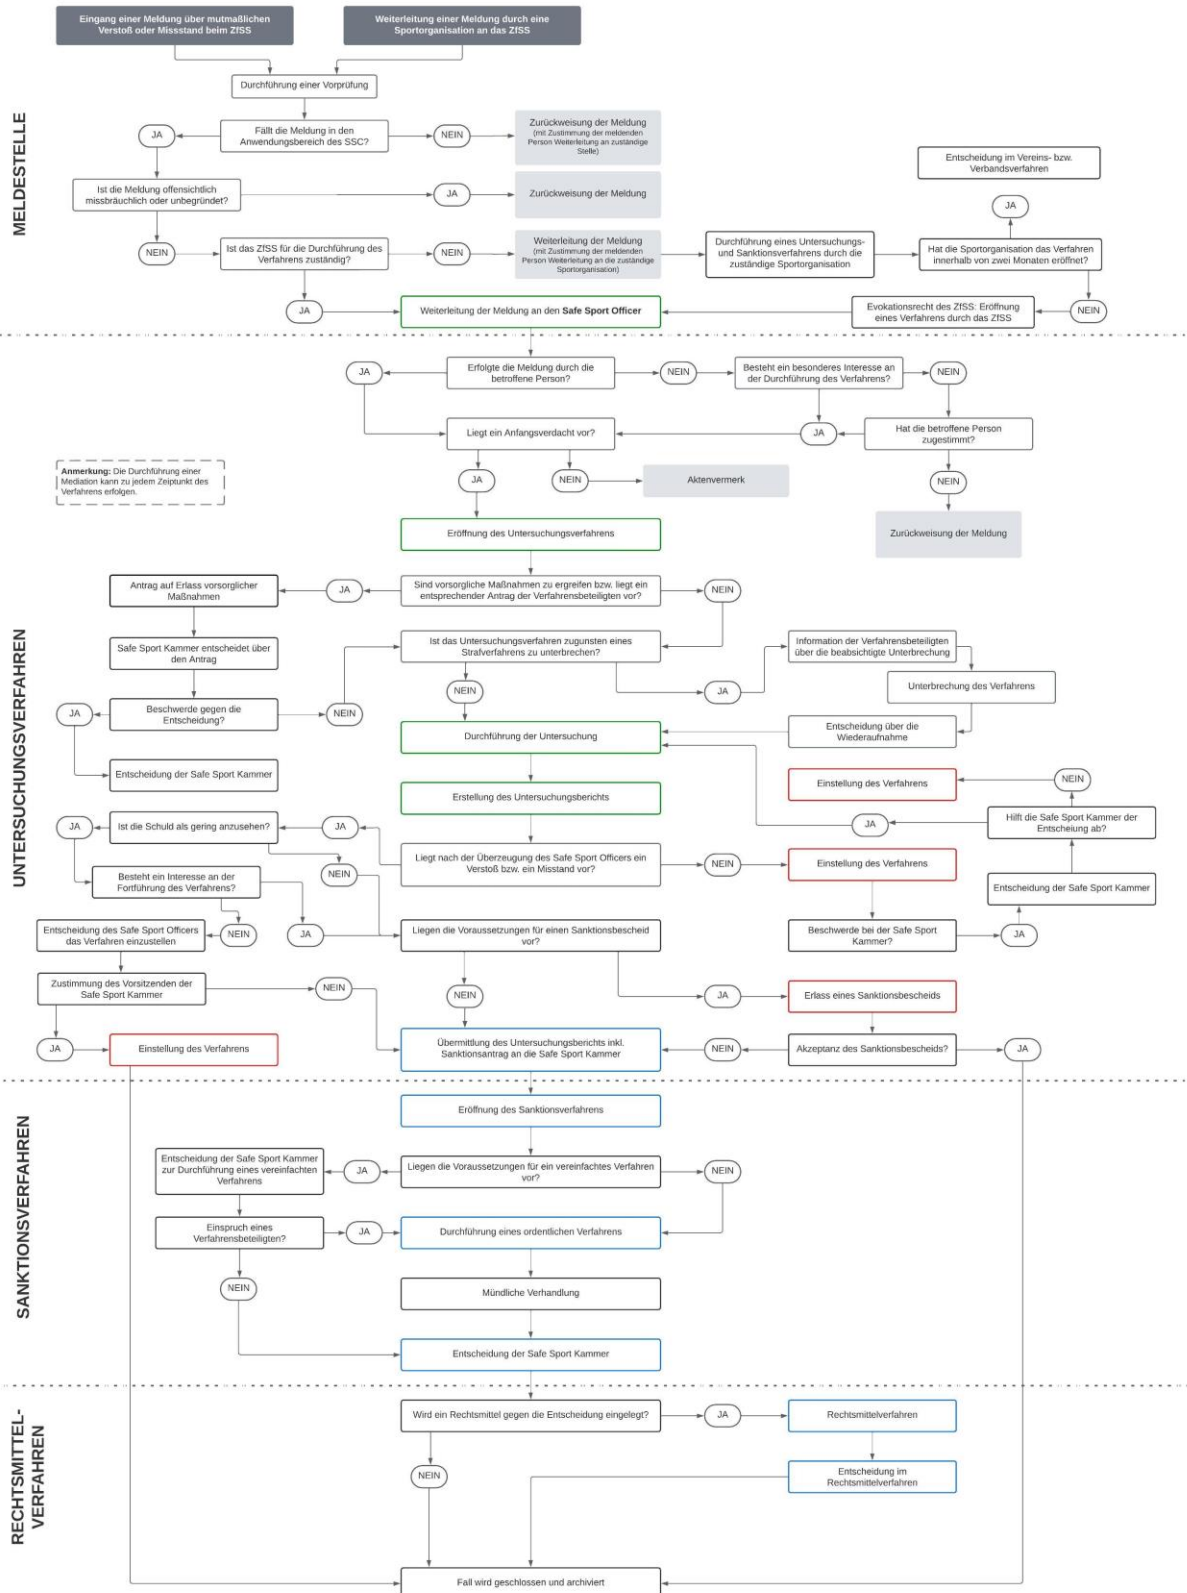 Eingang einer Meldung über mutmaßlichen
Verstoß oder Missstand beim ZfSS
Weiterleitung einer Meldung durch eine
Sportorganisation an das ZfSS
MELDESTELLE
Durchführung einer Vorprüfung
JA
Fällt die Meldung in den
Anwendungsbereich des SSC?
NEIN
Zurückweisung der Meldung
(mit Zustimmung der meldenden
Person Weiterleitung an zuständige
Stelle)
Entscheidung im Vereins- bzw.
Verbandsverfahren
Ist die Meldung offensichtlich
missbräuchlich oder unbegründet?
JA
Zurückweisung der Meldung
JA
NEIN
Ist das ZfSS für die Durchführung des
Verfahrens zuständig?
NEIN
Weiterleitung der Meldung
(mit Zustimmung der meldenden
Person Weiterleitung an die zuständige
Sportorganisation)
Durchführung eines Untersuchungs-
und Sanktionsverfahrens durch die
zuständige Sportorganisation
Hat die Sportorganisation das Verfahren
innerhalb von zwei Monaten eröffnet?
JA
Weiterleitung der Meldung an den Safe Sport Officer
Evokationsrecht des ZfSS: Eröffnung
eines Verfahrens durch das ZfSS
NEIN
UNTERSUCHUNGSVERFAHREN
JA
Erfolgte die Meldung durch die
betroffene Person?
NEIN
Besteht ein besonderes Interesse an
der Durchführung des Verfahrens?
NEIN
Liegt ein Anfangsverdacht vor?
JA
Hat die betroffene Person
zugestimmt?
Anmerkung: Die Durchführung einer
Mediation kann zu jedem Zeiptunkt des
Verfahrens erfolgen.
JA
NEIN
Aktenvermerk
NEIN
Eröffnung des Untersuchungsverfahrens
Zurückweisung der Meldung
Antrag auf Erlass vorsorglicher
Maßnahmen
JA
Sind vorsorgliche Maßnahmen zu ergreifen bzw. liegt ein
entsprechender Antrag der Verfahrensbeteiligten vor?
NEIN
Safe Sport Kammer entscheidet über
den Antrag
Ist das Untersuchungsverfahren zugunsten eines
Strafverfahrens zu unterbrechen?
Information der Verfahrensbeteiligten
über die beabsichtigte Unterbrechung
NEIN
JA
Unterbrechung des Verfahrens
JA
Beschwerde gegen die
Entscheidung?
NEIN
Durchführung der Untersuchung
Entscheidung über die
Wiederaufnahme
Entscheidung der Safe Sport Kammer
Einstellung des Verfahrens
NEIN
Erstellung des Untersuchungsberichts
JA
Ist die Schuld als gering anzusehen?
JA
JA
Hilft die Safe Sport Kammer der
Entscheiung ab?
Liegt nach der Überzeugung des Safe Sport Officers ein
Verstoß bzw. ein Misstand vor?
NEIN
Einstellung des Verfahrens
NEIN
Besteht ein Interesse an der
Fortführung des Verfahrens?
Entscheidung der Safe Sport Kammer
Entscheidung des Safe Sport Officers
das Verfahren einzustellen
NEIN
JA
Liegen die Voraussetzungen für einen Sanktionsbescheid
vor?
Beschwerde bei der Safe Sport
Kammer?
JA
Zustimmung des Vorsitzenden der
Safe Sport Kammer
NEIN
NEIN
JA
Erlass eines Sanktionsbescheids
JA
Einstellung des Verfahrens
Übermittlung des Untersuchungsberichts inkl.
Sanktionsantrag an die Safe Sport Kammer
NEIN
Akzeptanz des Sanktionsbescheids?
JA
SANKTIONSVERFAHREN
Eröffnung des Sanktionsverfahrens
Entscheidung der Safe Sport Kammer
zur Durchführung eines vereinfachten
Verfahrens
JA
Liegen die Voraussetzungen für ein vereinfachtes Verfahren
vor?
NEIN
Einspruch eines
Verfahrensbeteiligten?
JA
Durchführung eines ordentlichen Verfahrens
NEIN
Mündliche Verhandlung
Entscheidung der Safe Sport Kammer
RECHTSMITTEL-
VERFAHREN
Wird ein Rechtsmittel gegen die Entscheidung eingelegt?
JA
Rechtsmittelverfahren
NEIN
Entscheidung im
Rechtsmittelverfahren
Fall wird geschlossen und archiviert